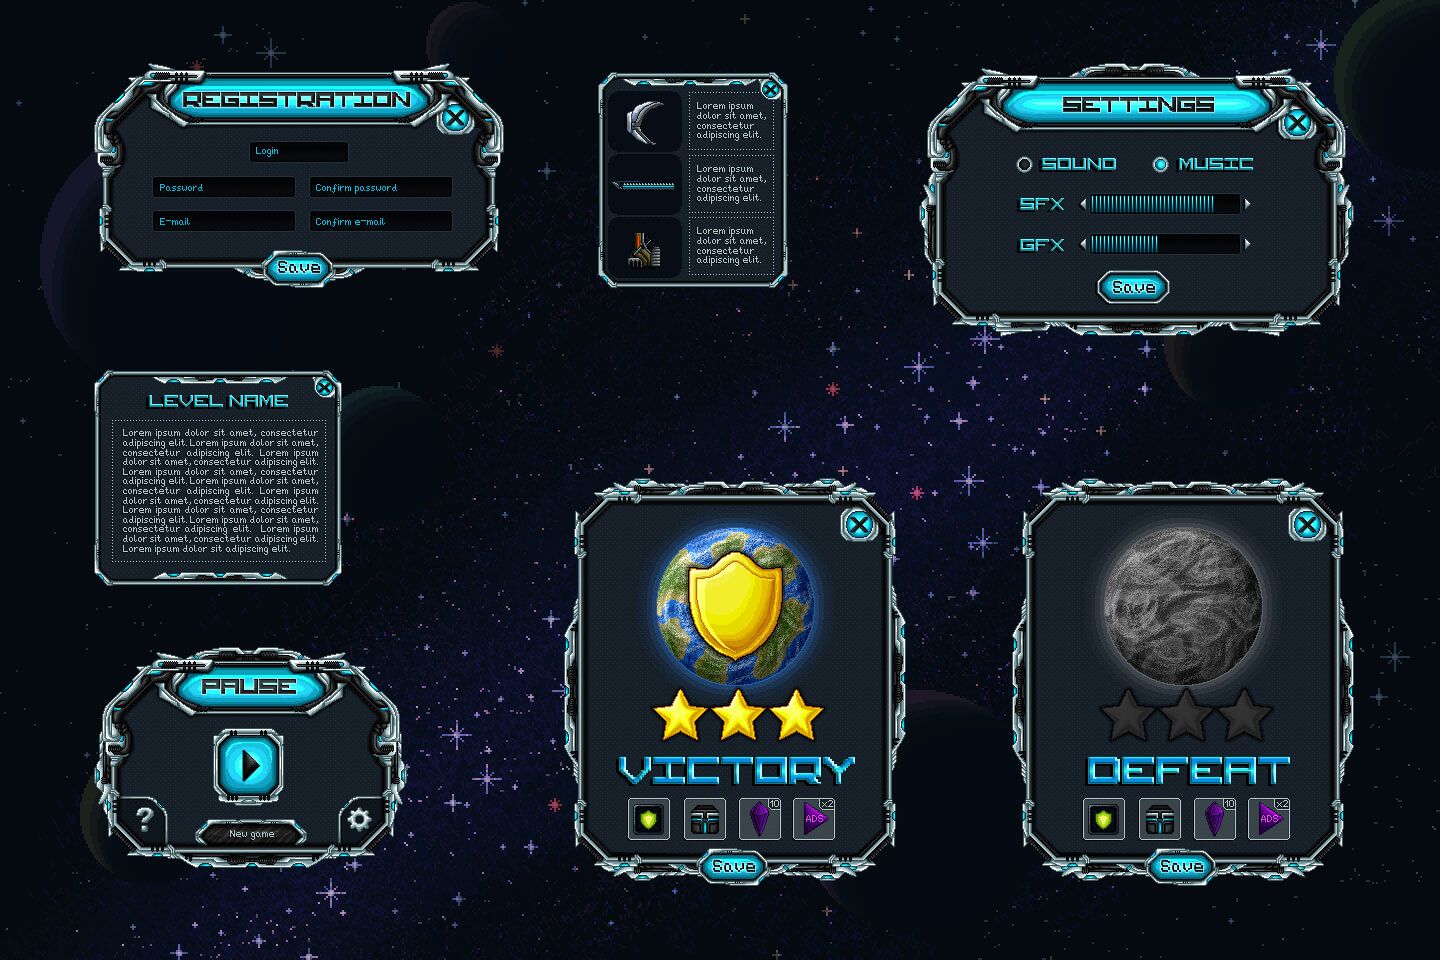 REGISTRATION
Login
Password
Confirm password
E-mail
Confirm e-mail
Save
Lorem ipsum
dolor sit amet,
consectetur
adipiscing elit.
Lorem ipsum
dolor sit amet,
consectetur
adipiscing elit.
Lorem ipsum
dolor sit amet,
consectetur
adipiscing elit.
SETTINGS
SOUND
MUSIC
SFX
GFX
Save
LEVEL NAME
Lorem ipsum dolor sit amet, consectetur
adipiscing elit. Lorem ipsum dolor sit amet,
consectetur adipiscing elit. Lorem ipsum
dolor sit amet, consectetur adipiscing elit.
Lorem ipsum dolor sit amet, consectetur
adipiscing elit. Lorem ipsum dolor sit amet,
consectetur adipiscing elit. Lorem ipsum
dolor sit amet, consectetur adipiscing elit.
Lorem ipsum dolor sit amet, consectetur
adipiscing elit. Lorem ipsum dolor sit amet,
consectetur adipiscing elit. Lorem ipsum
dolor sit amet, consectetur adipiscing elit.
Lorem ipsum dolor sit adipiscing elit.
PAUSE
?
New game
VICTORY
10
x2
ADS
Save
DEFEAT
10
x2
ADS
Save